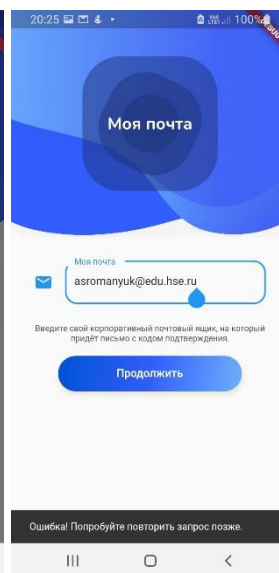 20:25
100%
Моя почта
Моя почта
asromanyuk@edu.hse.ru
Введите свой корпоративный почтовый ящик, на который
придёт письмо с кодом подтверждения.
Продолжить
Ошибка! Попробуйте повторить запрос позже.